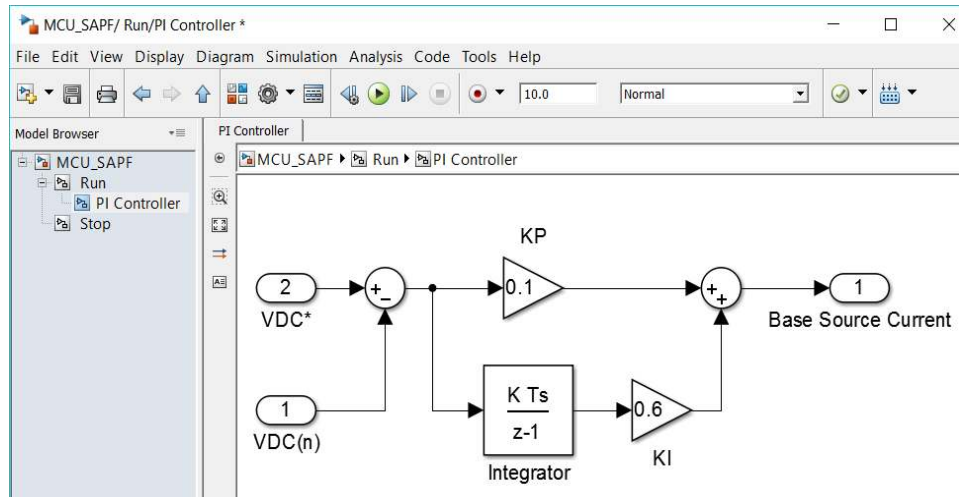 MCU_SAPF/ Run/PI Controller *
File Edit View Display Diagram Simulation Analysis Code Tools Help
10.0
Normal
Model Browser
PI Controller
MCU_SAPF
Run
PI Controller
Stop
MCU_SAPF Run PI Controller
KP
2
+
−
0.1
+
+
1
VDC*
Base Source Current
K Ts
z-1
0.6
1
VDC(n)
Integrator
KI